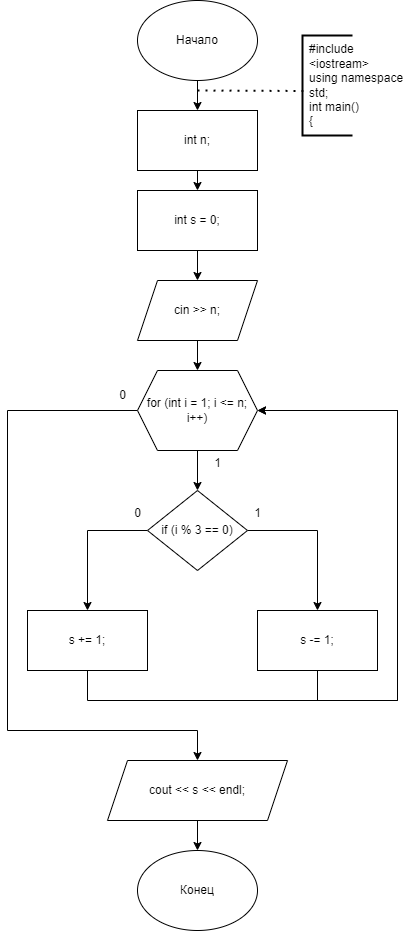 Начало
#include
<iostream>
using namespace
std;
int main()
{
int n;
int s = 0;
cin >> n;
for (int i = 1; i <= n;
i++)
0
1
if (i % 3 == 0)
0
1
s += 1;
s -= 1;
cout << s << endl;
Конец